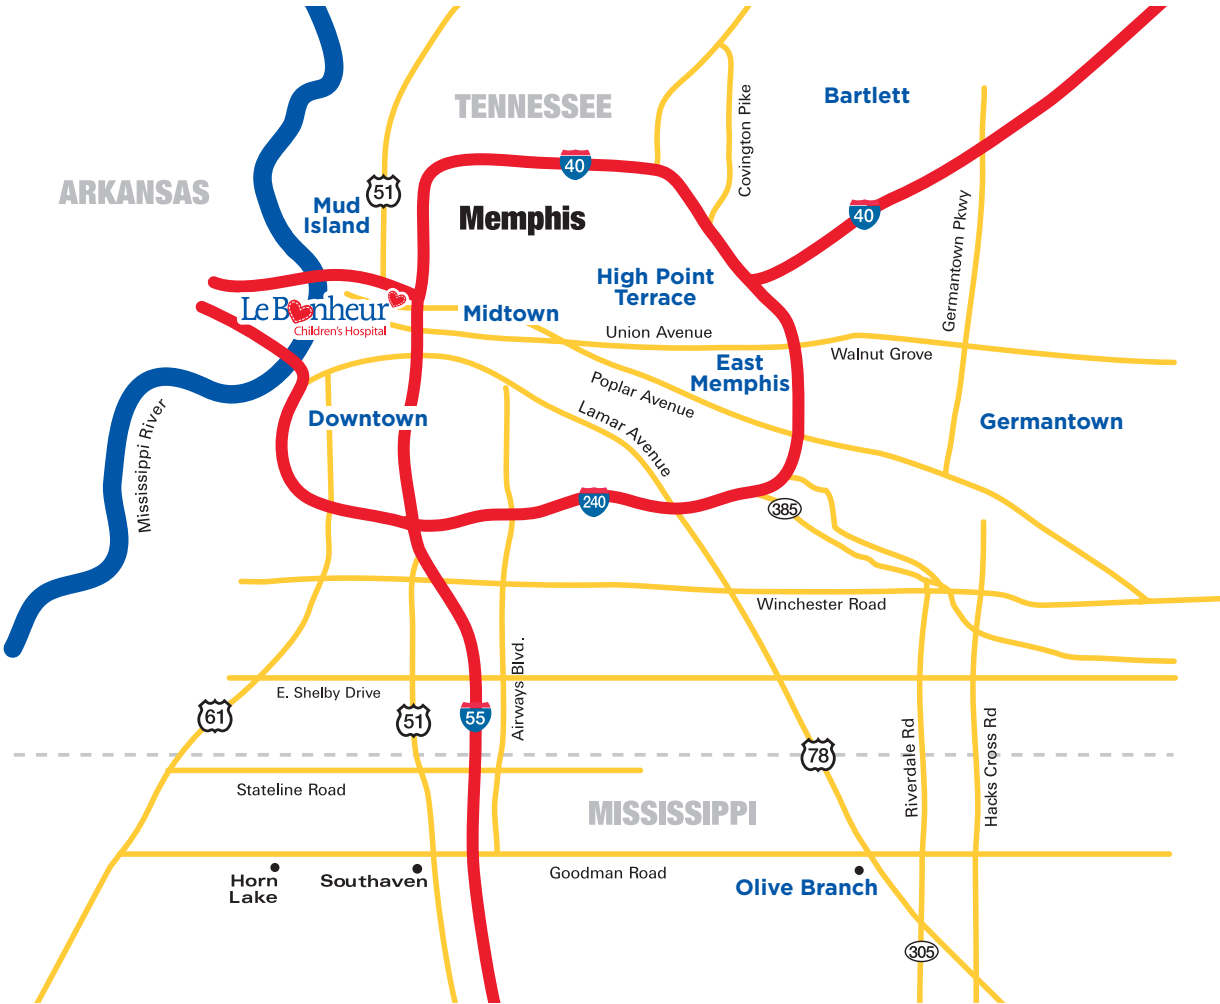 TENNESSEE
Bartlett
Covington Pike
40
ARKANSAS
51
Mud
Island
Memphis
40
Germantown Pkwy
High Point
Terrace
Le Bonheur
Children's Hospital
Midtown
Union Avenue
Walnut Grove
East
Memphis
Poplar Avenue
Lamar Avenue
Downtown
Germantown
Mississippi River
240
385
Winchester Road
Airways Blvd.
E. Shelby Drive
61
51
55
78
Riverdale Rd
Hacks Cross Rd
Stateline Road
MISSISSIPPI
Horn
Lake
Southaven
Goodman Road
Olive Branch
305